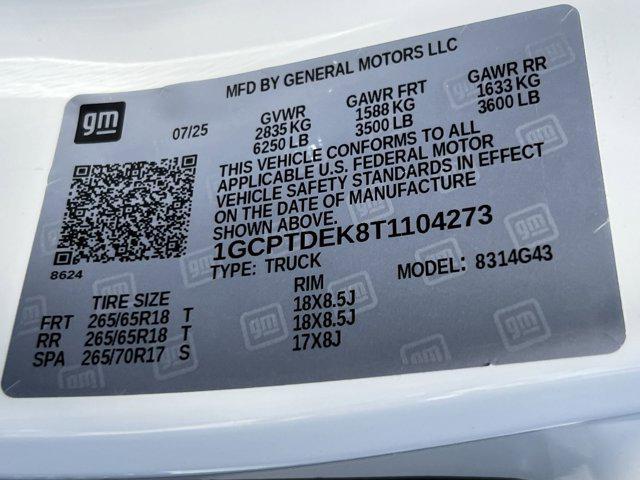 MFD BY GENERAL MOTORS LLC
gm
07/25
GVWR GAWR FRT GAWR RR
2835 KG 1588 KG 1633 KG
6250 LB 3500 LB 3600 LB
THIS VEHICLE CONFORMS TO ALL
APPLICABLE U.S. FEDERAL MOTOR
VEHICLE SAFETY STANDARDS IN EFFECT
ON THE DATE OF MANUFACTURE
SHOWN ABOVE.
1GCPTDEK8T1104273
8624
TYPE: TRUCK MODEL: 8314G43
TIRE SIZE RIM
FRT 265/65R18 T 18X8.5J
RR 265/65R18 T 18X8.5J
SPA 265/70R17 S 17X8J